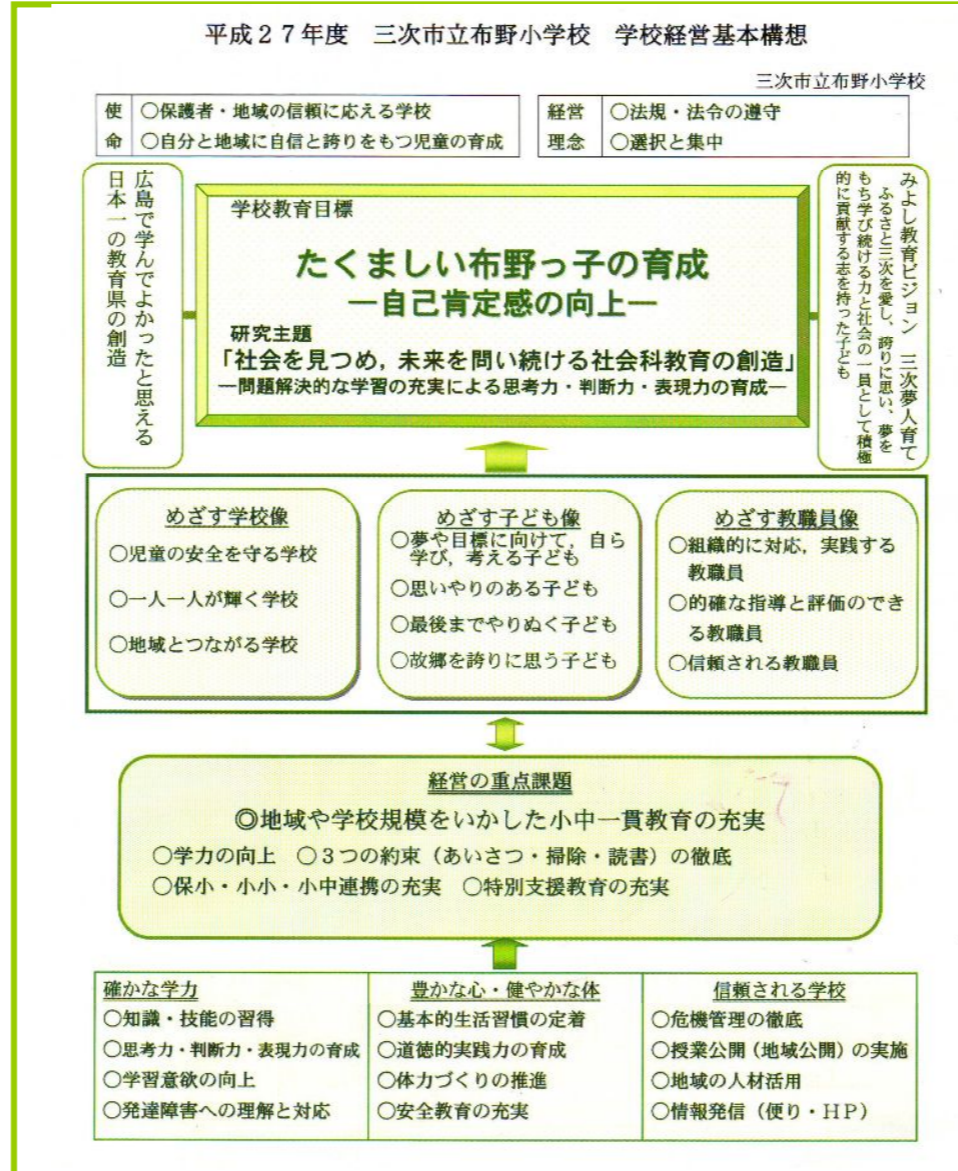 平成２７年度　三次市立布野小学校　学校経営基本構想
三次市立布野小学校
使命
○保護者・地域の信頼に応える学校
○自分と地域に自信と誇りをもつ児童の育成
経営理念
○法規・法令の遵守
○選択と集中
広島で学んでよかったと思える
日本一の教育県の創造
学校教育目標
たくましい布野っ子の育成
―自己肯定感の向上―
研究主題
「社会を見つめ，未来を問い続ける社会科教育の創造」
―問題解決的な学習の充実による思考力・判断力・表現力の育成―
みよし教育ビジョン　三次夢人育て
ふるさと三次を愛し、誇りに思い、夢を
もち学び続ける力と社会の一員として積極
的に貢献する志を持った子ども
めざす学校像
○児童の安全を守る学校
○一人一人が輝く学校
○地域とつながる学校
めざす子ども像
○夢や目標に向けて，自ら
学び，考える子ども
○思いやりのある子ども
○最後までやりぬく子ども
○故郷を誇りに思う子ども
めざす教職員像
○組織的に対応，実践する
教職員
○的確な指導と評価のでき
る教職員
○信頼される教職員
経営の重点課題
◎地域や学校規模をいかした小中一貫教育の充実
○学力の向上　○３つの約束（あいさつ・掃除・読書）の徹底
○保小・小小・小中連携の充実　○特別支援教育の充実
確かな学力
○知識・技能の習得
○思考力・判断力・表現力の育成
○学習意欲の向上
○発達障害への理解と対応
豊かな心・健やかな体
○基本的生活習慣の定着
○道徳的実践力の育成
○体力づくりの推進
○安全教育の充実
信頼される学校
○危機管理の徹底
○授業公開（地域公開）の実施
○地域の人材活用
○情報発信（便り・ＨＰ）